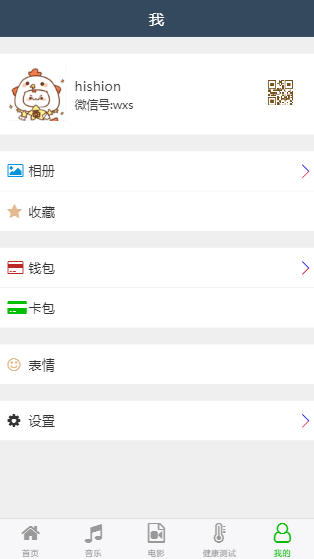 我
hishion
微信号:wxs
相册
收藏
钱包
卡包
表情
设置
首页 音乐 电影 健康测试 我的